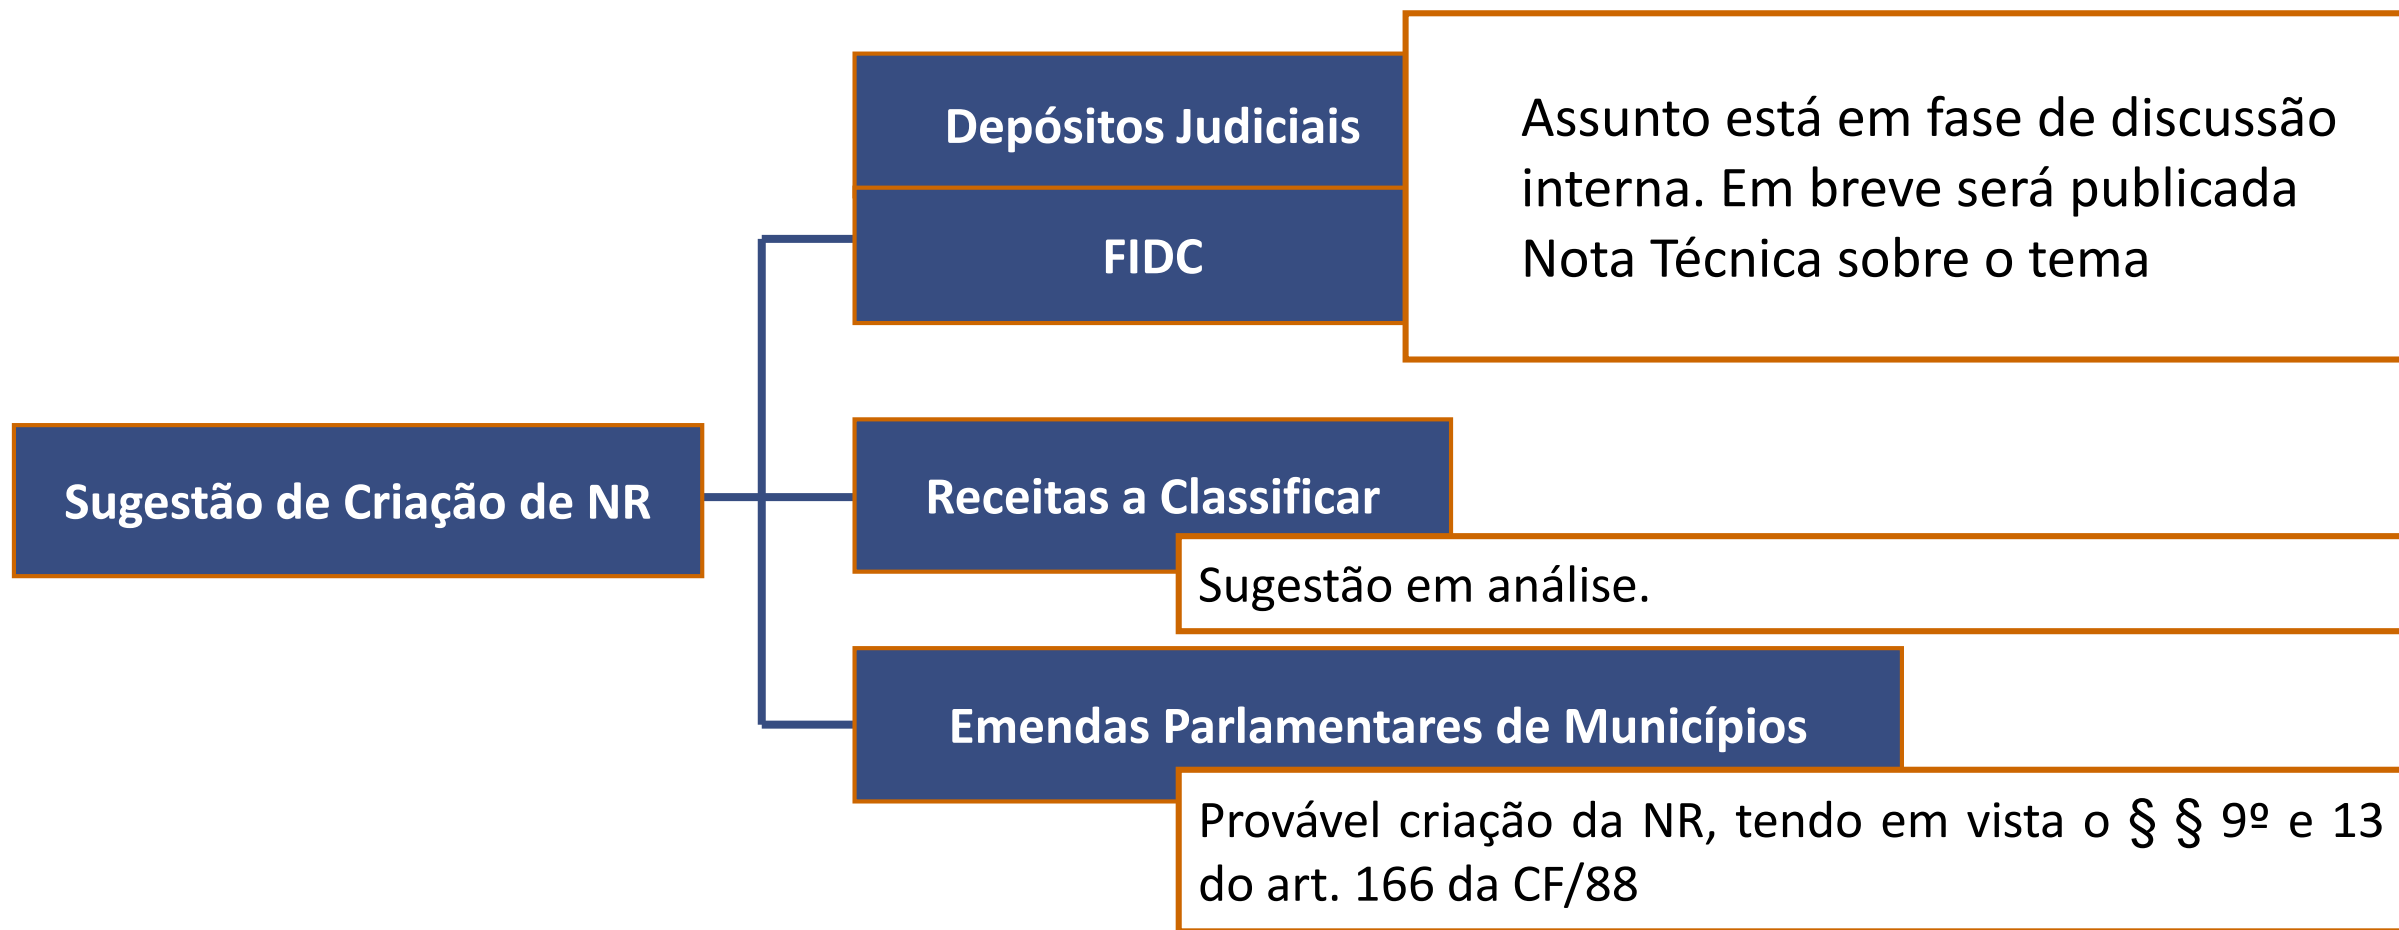 Sugestão de Criação de NR
Depósitos Judiciais
FIDC
Assunto está em fase de discussão
interna. Em breve será publicada
Nota Técnica sobre o tema
Receitas a Classificar
Sugestão em análise.
Emendas Parlamentares de Municípios
Provável criação da NR, tendo em vista o § § 9º e 13
do art. 166 da CF/88